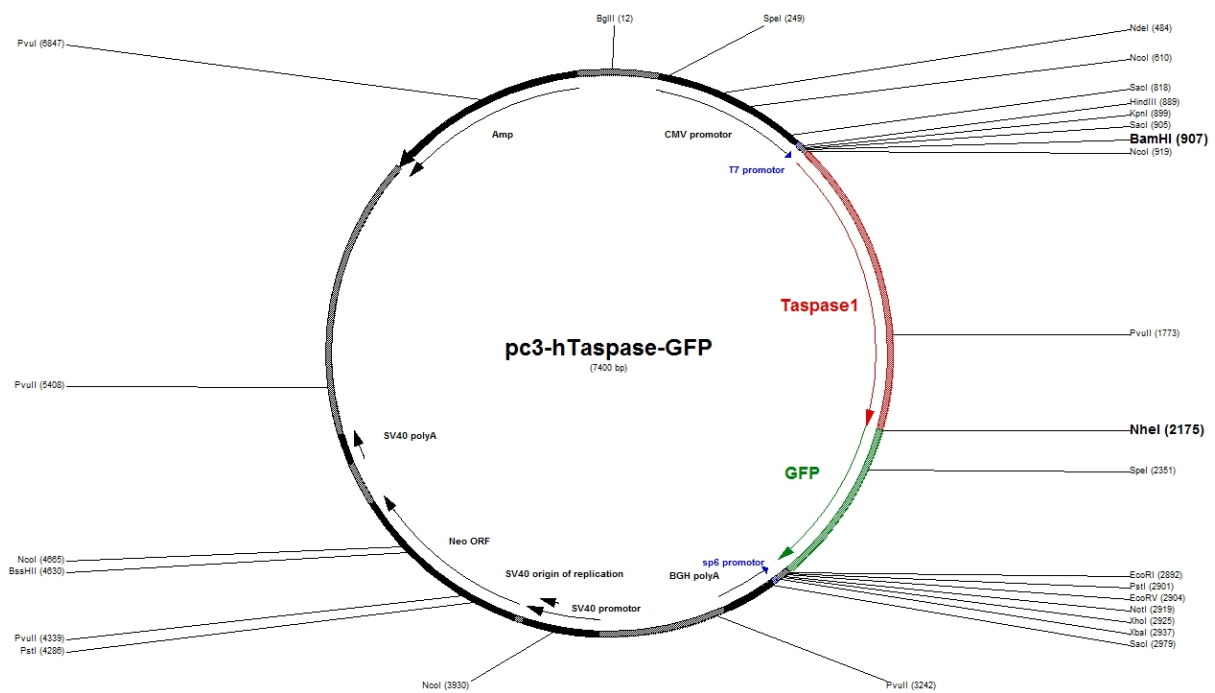 BglII (12)
SpeI (249)
NdeI (484)
PvuI (6847)
NcoI (610)
SacI (818)
HindIII (889)
KpnI (899)
SacI (905)
BamHI (907)
NcoI (919)
Amp
CMV promotor
T7 promotor
Taspase1
PvuII (1773)
pc3-hTaspase-GFP
(7400 bp)
PvuII (5408)
NheI (2175)
SV40 polyA
GFP
SpeI (2351)
Neo ORF
sp6 promotor
NcoI (4665)
BssHII (4630)
SV40 origin of replication
BGH polyA
EcoRI (2892)
PstI (2901)
EcoRV (2904)
NotI (2919)
XhoI (2925)
XbaI (2937)
SacI (2979)
SV40 promotor
PvuII (4339)
PstI (4286)
NcoI (3930)
PvuII (3242)